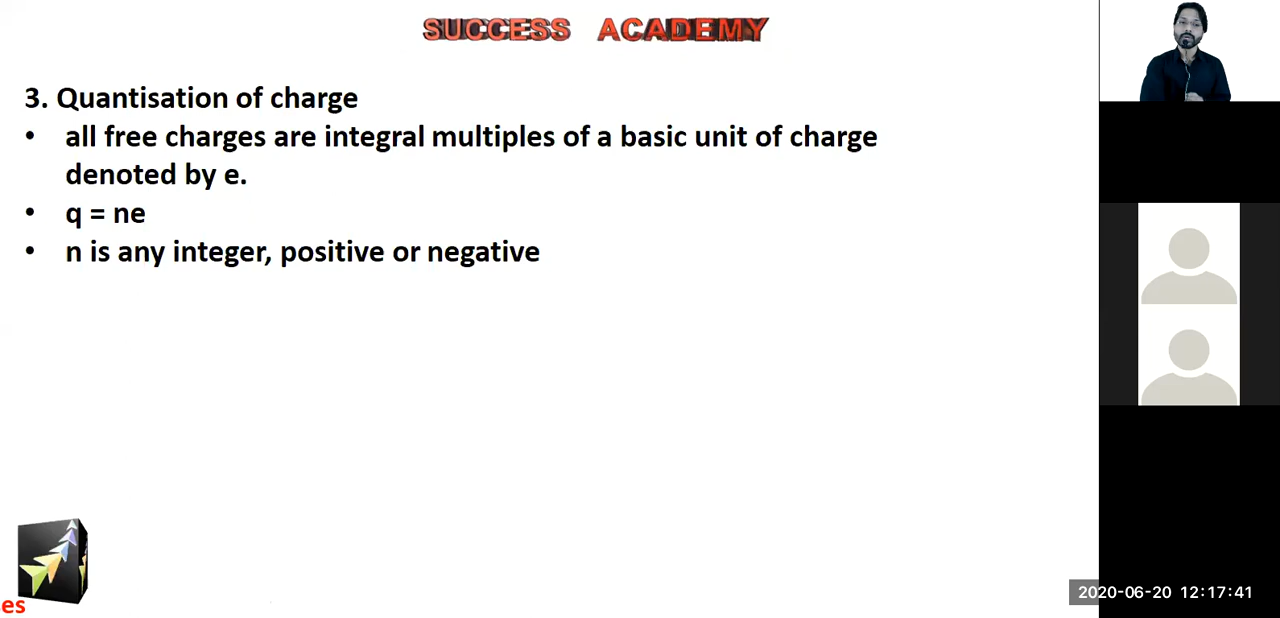 SUCCESS ACADEMY
3. Quantisation of charge
• all free charges are integral multiples of a basic unit of charge
denoted by e.
• q = ne
• n is any integer, positive or negative
es
2020-06-20 12:17:41